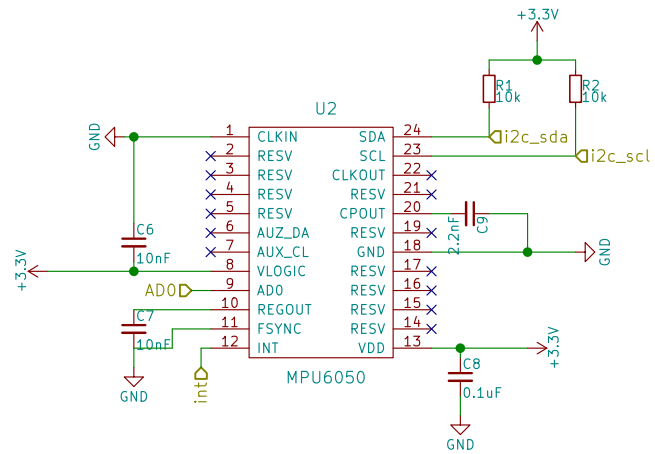 +3.3V
R1
10k
R2
10k
U2
GND
1 CLKIN
2 RESV
3 RESV
4 RESV
5 RESV
6 AUZ_DA
7 AUX_CL
8 VLOGIC
9 AD0
10 REGOUT
11 FSYNC
12 INT
SDA 24
SCL 23
CLKOUT 22
RESV 21
CPOUT 20
RESV 19
GND 18
RESV 17
RESV 16
RESV 15
RESV 14
VDD 13
i2c_sda
i2c_scl
C6
10nF
2.2nF
C9
GND
+3.3V
AD0
C7
10nF
GND
int
MPU6050
+3.3V
C8
0.1uF
GND